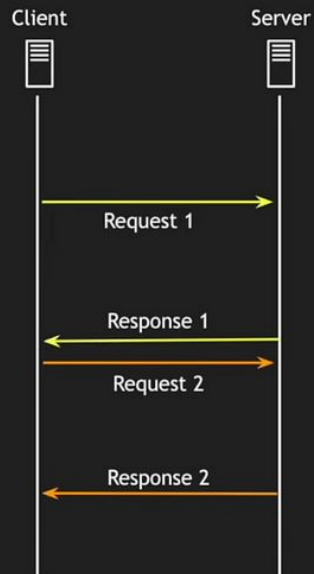 Client
Server
Request 1
Response 1
Request 2
Response 2